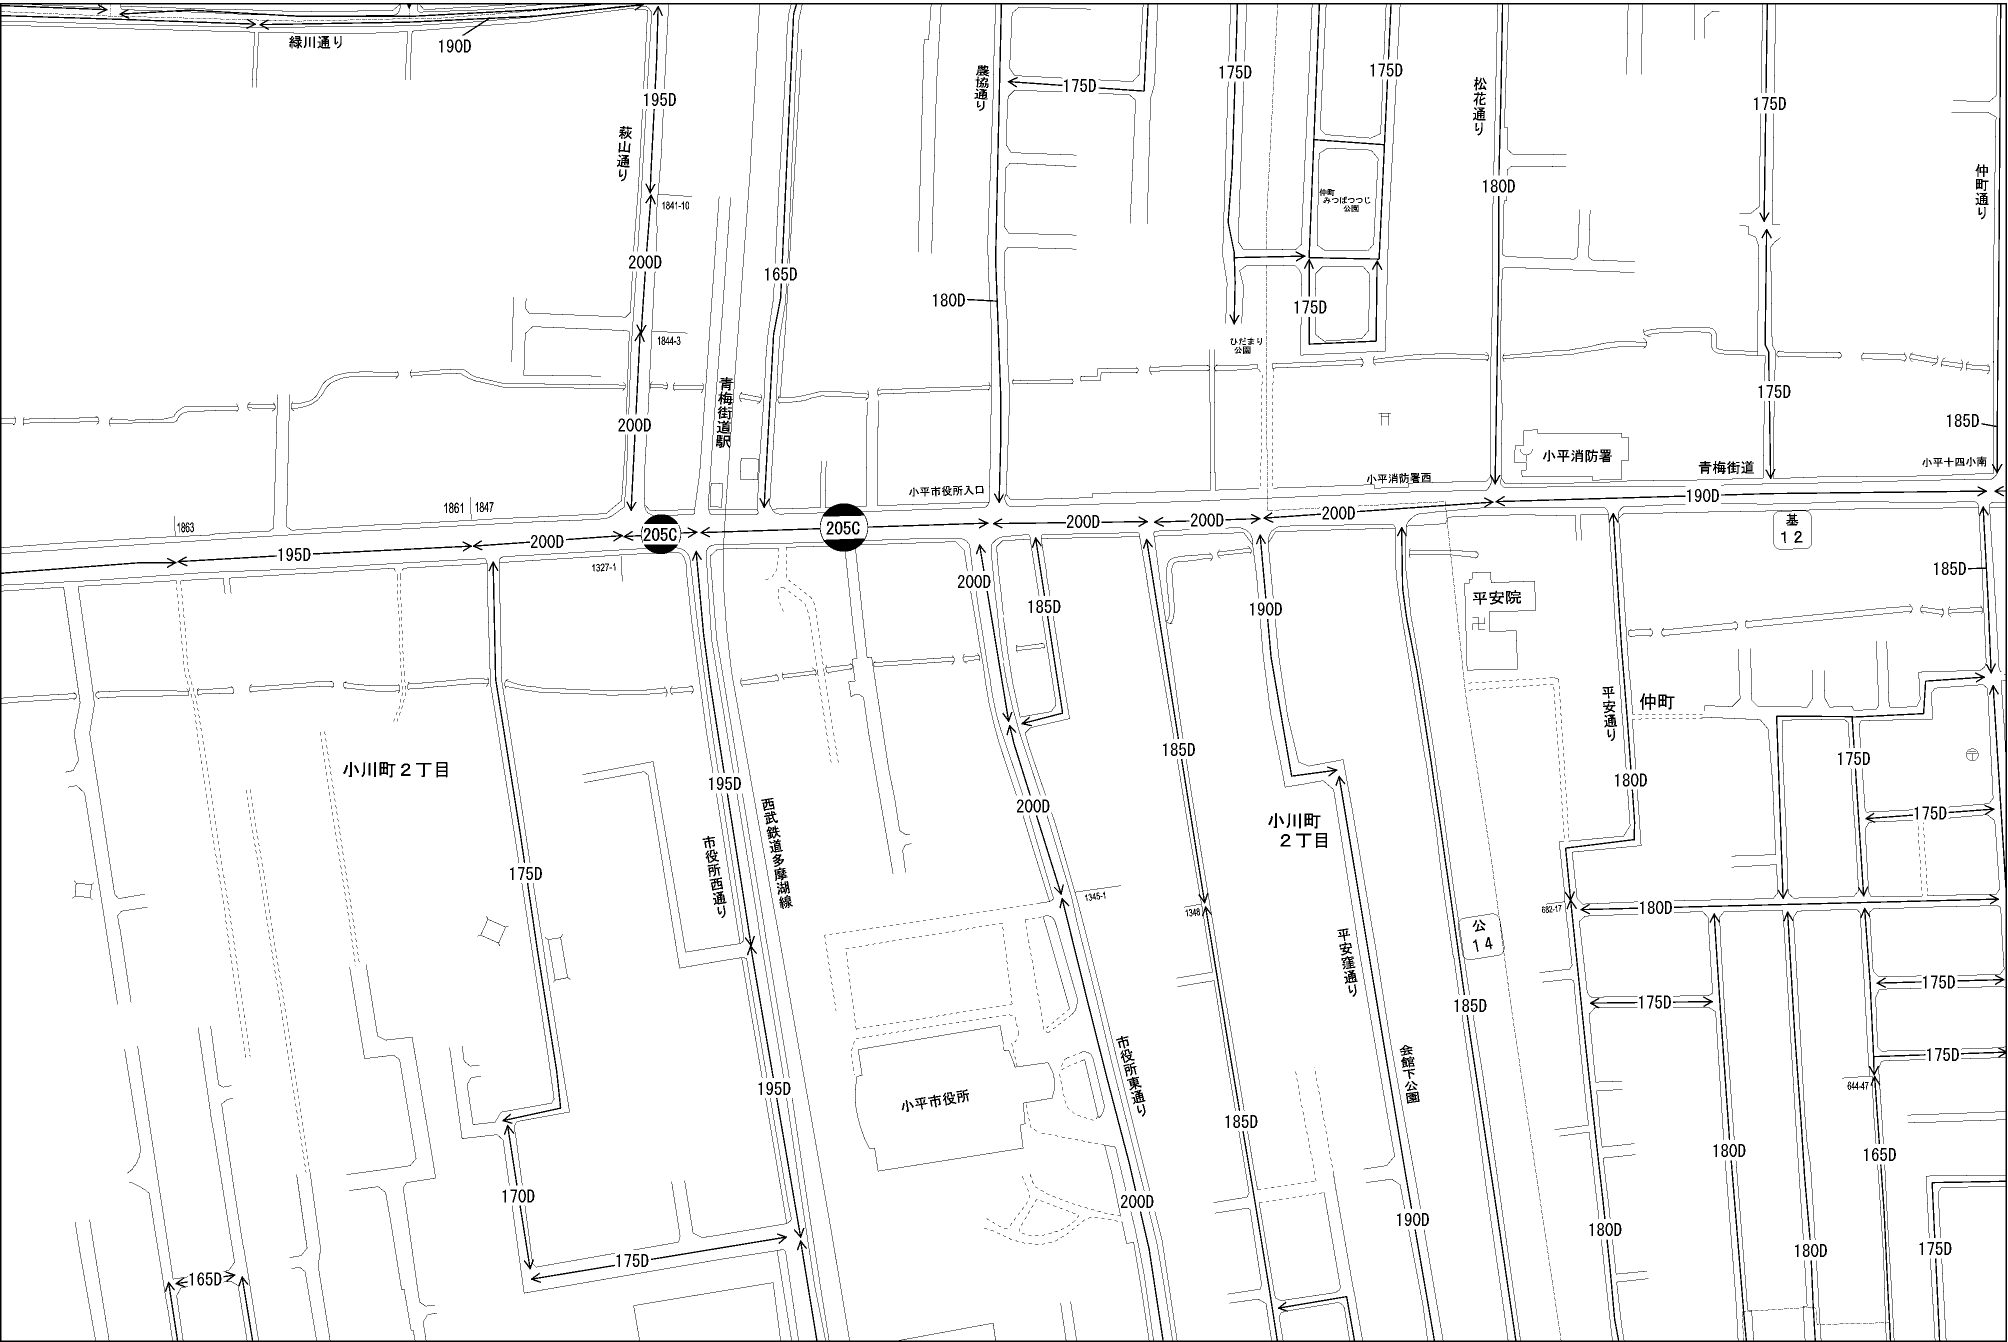 緑川通り
190D
195D
萩山通り
1841-10
200D
1844-3
200D
青梅街道駅
165D
農協通り
175D
180D
175D
175D
仲町
みつばつつじ
公園
175D
ひだまり
公園
松花通り
180D
175D
仲町通り
175D
185D
小平消防署
小平消防署西
青梅街道
小平十四小南
小平市役所入口
1863
1861
1847
195D
200D
205C
205C
200D
200D
200D
190D
基
12
1327-1
200D
185D
190D
平安院
185D
小川町2丁目
175D
195D
市役所西通り
西武鉄道多摩湖線
200D
1345-1
185D
1348
小川町
2丁目
平安窪通り
平安通り
仲町
180D
175D
175D
682-17
180D
公
14
185D
175D
175D
175D
644-47
195D
小平市役所
市役所東通り
200D
185D
会館下公園
190D
180D
180D
180D
165D
175D
170D
175D
165D